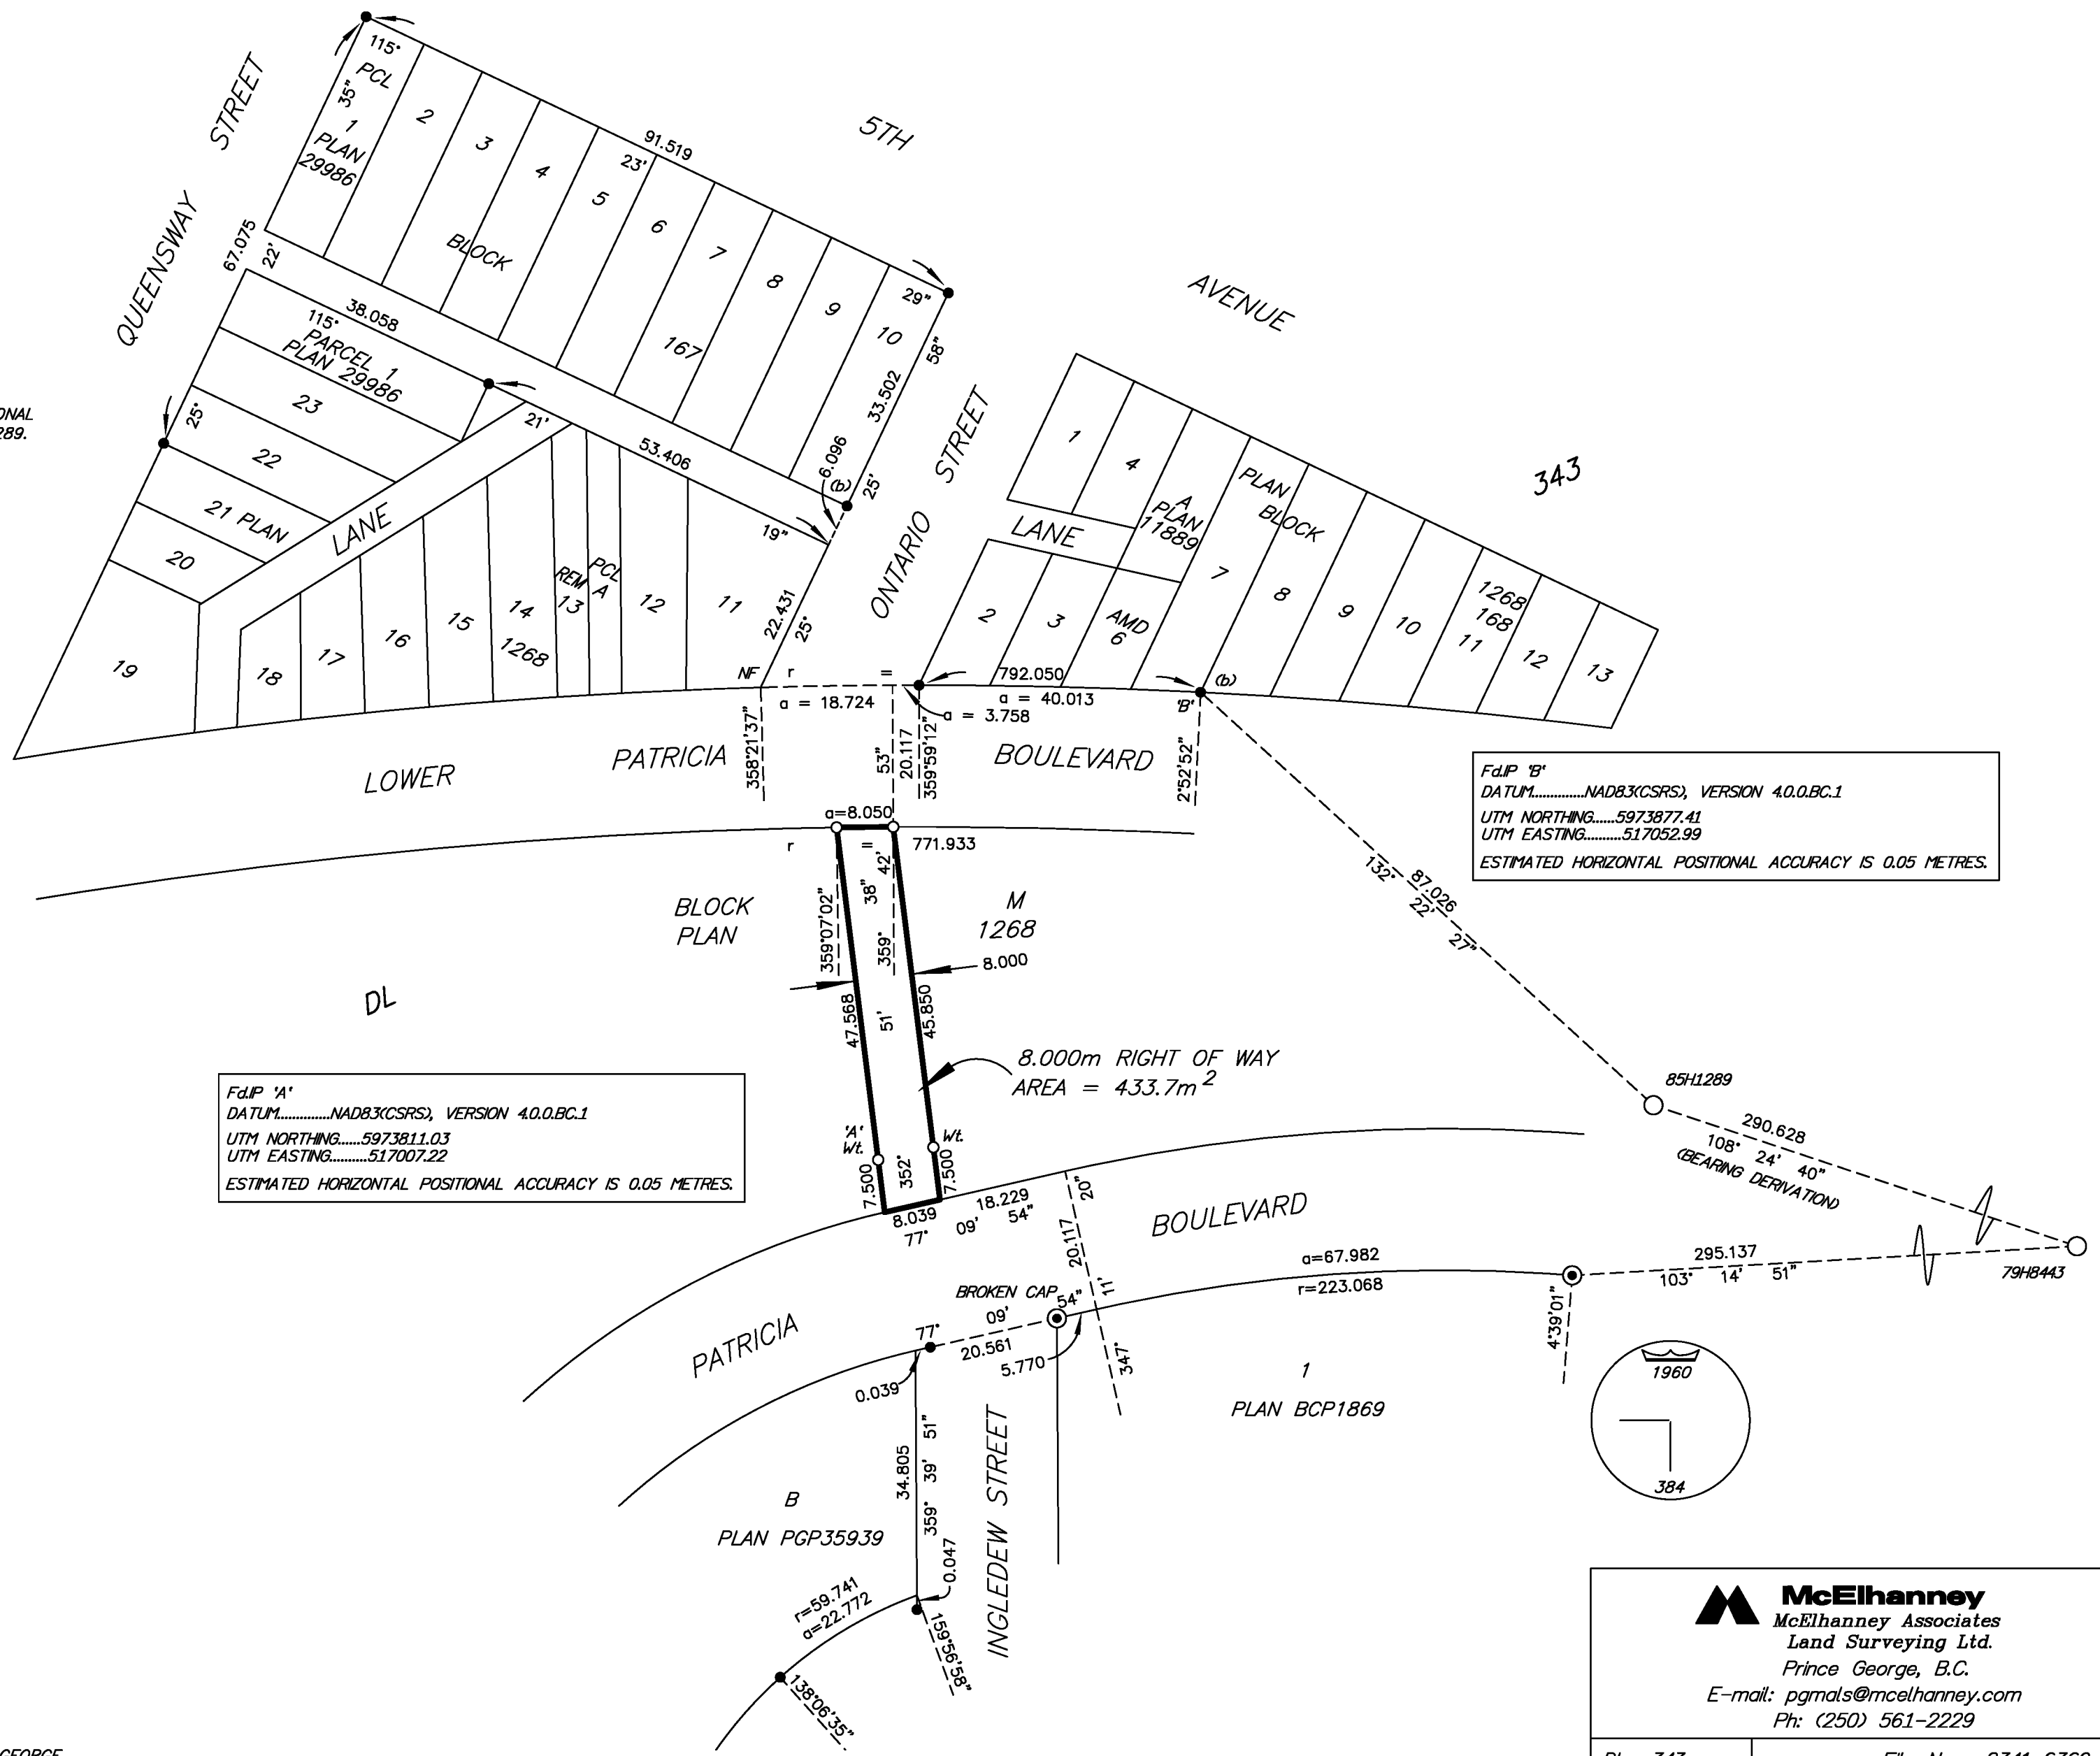 115°
PCL
35"
1
PLAN
29986
2
3
4
5
6
7
8
9
10
91.519
23'
29"
BLOCK
167
58"
33.502
6.096
(b)
25'
5TH
AVENUE
QUEENSWAY STREET
67.075
22'
25°
38.058
115°
PARCEL 1
PLAN 29986
23
22
21 PLAN
20
19
LANE
21'
53.406
19"
18
17
16
15
14
1268
REM
13
PCL
A
12
11
22.431
25°
ONTARIO STREET
ONAL
289.
1
4
A
PLAN
11889
PLAN
BLOCK
LANE
2
3
AMD
6
7
8
9
10
1268
168
11
12
13
343
NF
r =
792.050
a = 18.724
a = 40.013
a = 3.758
'B'
(b)
358°21'37"
53"
20.117
359°59'12"
2°52'52"
LOWER PATRICIA BOULEVARD
Fd.IP 'B'
DATUM..............NAD83(CSRS), VERSION 4.0.0.BC.1
UTM NORTHING......5973877.41
UTM EASTING..........517052.99
ESTIMATED HORIZONTAL POSITIONAL ACCURACY IS 0.05 METRES.
a=8.050
r =
771.933
42'
38"
359°
359°07'02"
BLOCK
PLAN
M
1268
8.000
DL
47.568
51'
45.850
132° 22' 27"
87.026
8.000m RIGHT OF WAY
AREA = 433.7m2
Fd.IP 'A'
DATUM..............NAD83(CSRS), VERSION 4.0.0.BC.1
UTM NORTHING......5973811.03
UTM EASTING..........517007.22
ESTIMATED HORIZONTAL POSITIONAL ACCURACY IS 0.05 METRES.
'A'
Wt.
Wt.
7.500
352°
7.500
8.039
18.229
77° 09' 54"
20"
20.117
11'
347°
85H1289
290.628
108° 24' 40"
(BEARING DERIVATION)
79H8443
295.137
103° 14' 51"
PATRICIA BOULEVARD
a=67.982
r=223.068
4°39'01"
BROKEN CAP
77° 09' 54"
20.561
5.770
0.039
1
PLAN BCP1869
1960
384
34.805
359° 39' 51"
0.047
INGLEDEW STREET
B
PLAN PGP35939
r=59.741
a=22.772
159°56'58"
138°06'35"
McElhanney
McElhanney Associates
Land Surveying Ltd.
Prince George, B.C.
E-mail: pgmals@mcelhanney.com
Ph: (250) 561-2229